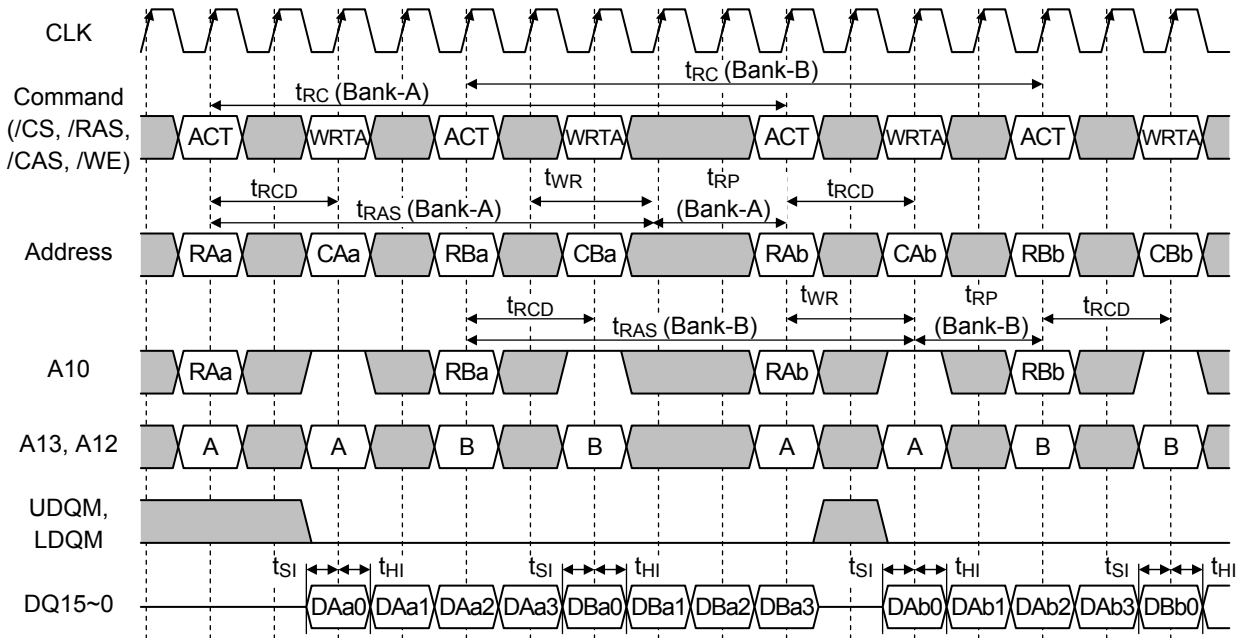 CLK
tRC (Bank-B)
Command
(/CS, /RAS,
/CAS, /WE)
tRC (Bank-A)
ACT WRTA ACT WRTA ACT WRTA ACT WRTA
tRCD tWR tRP tRCD
tRAS (Bank-A) (Bank-A)
Address RAa CAa RBa CBa RAb CAb RBb CBb
tRCD tWR tRP tRCD
tRAS (Bank-B) (Bank-B)
A10 RAa RBa RAb RBb
A13, A12 A A B B A A B B
UDQM,
LDQM
tSI tHI tSI tHI tSI tHI tSI tHI
DQ15~0 DAa0 DAa1 DAa2 DAa3 DBa0 DBa1 DBa2 DBa3 DAb0 DAb1 DAb2 DAb3 DBb0